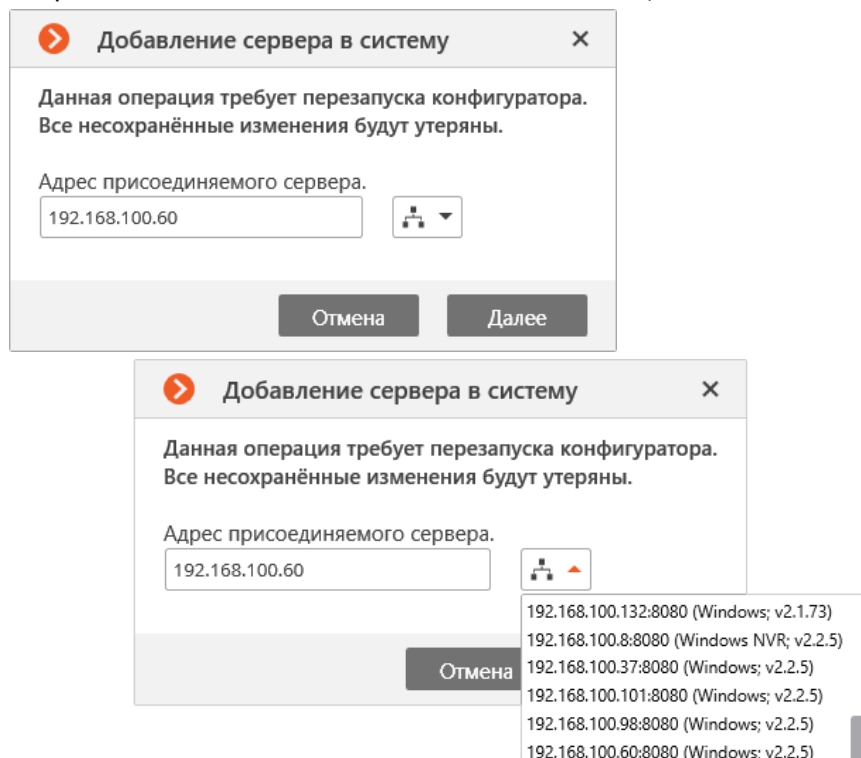 Добавление сервера в систему
Данная операция требует перезапуска конфигуратора.
Все несохранённые изменения будут утеряны.
Адрес присоединяемого сервера.
192.168.100.60
Отмена Далее
Добавление сервера в систему
Данная операция требует перезапуска конфигуратора.
Все несохранённые изменения будут утеряны.
Адрес присоединяемого сервера.
192.168.100.60
192.168.100.132:8080 (Windows; v2.1.73)
192.168.100.8:8080 (Windows NVR; v2.2.5)
Отмена
192.168.100.37:8080 (Windows; v2.2.5)
192.168.100.101:8080 (Windows; v2.2.5)
192.168.100.98:8080 (Windows; v2.2.5)
192.168.100.60:8080 (Windows; v2.2.5)